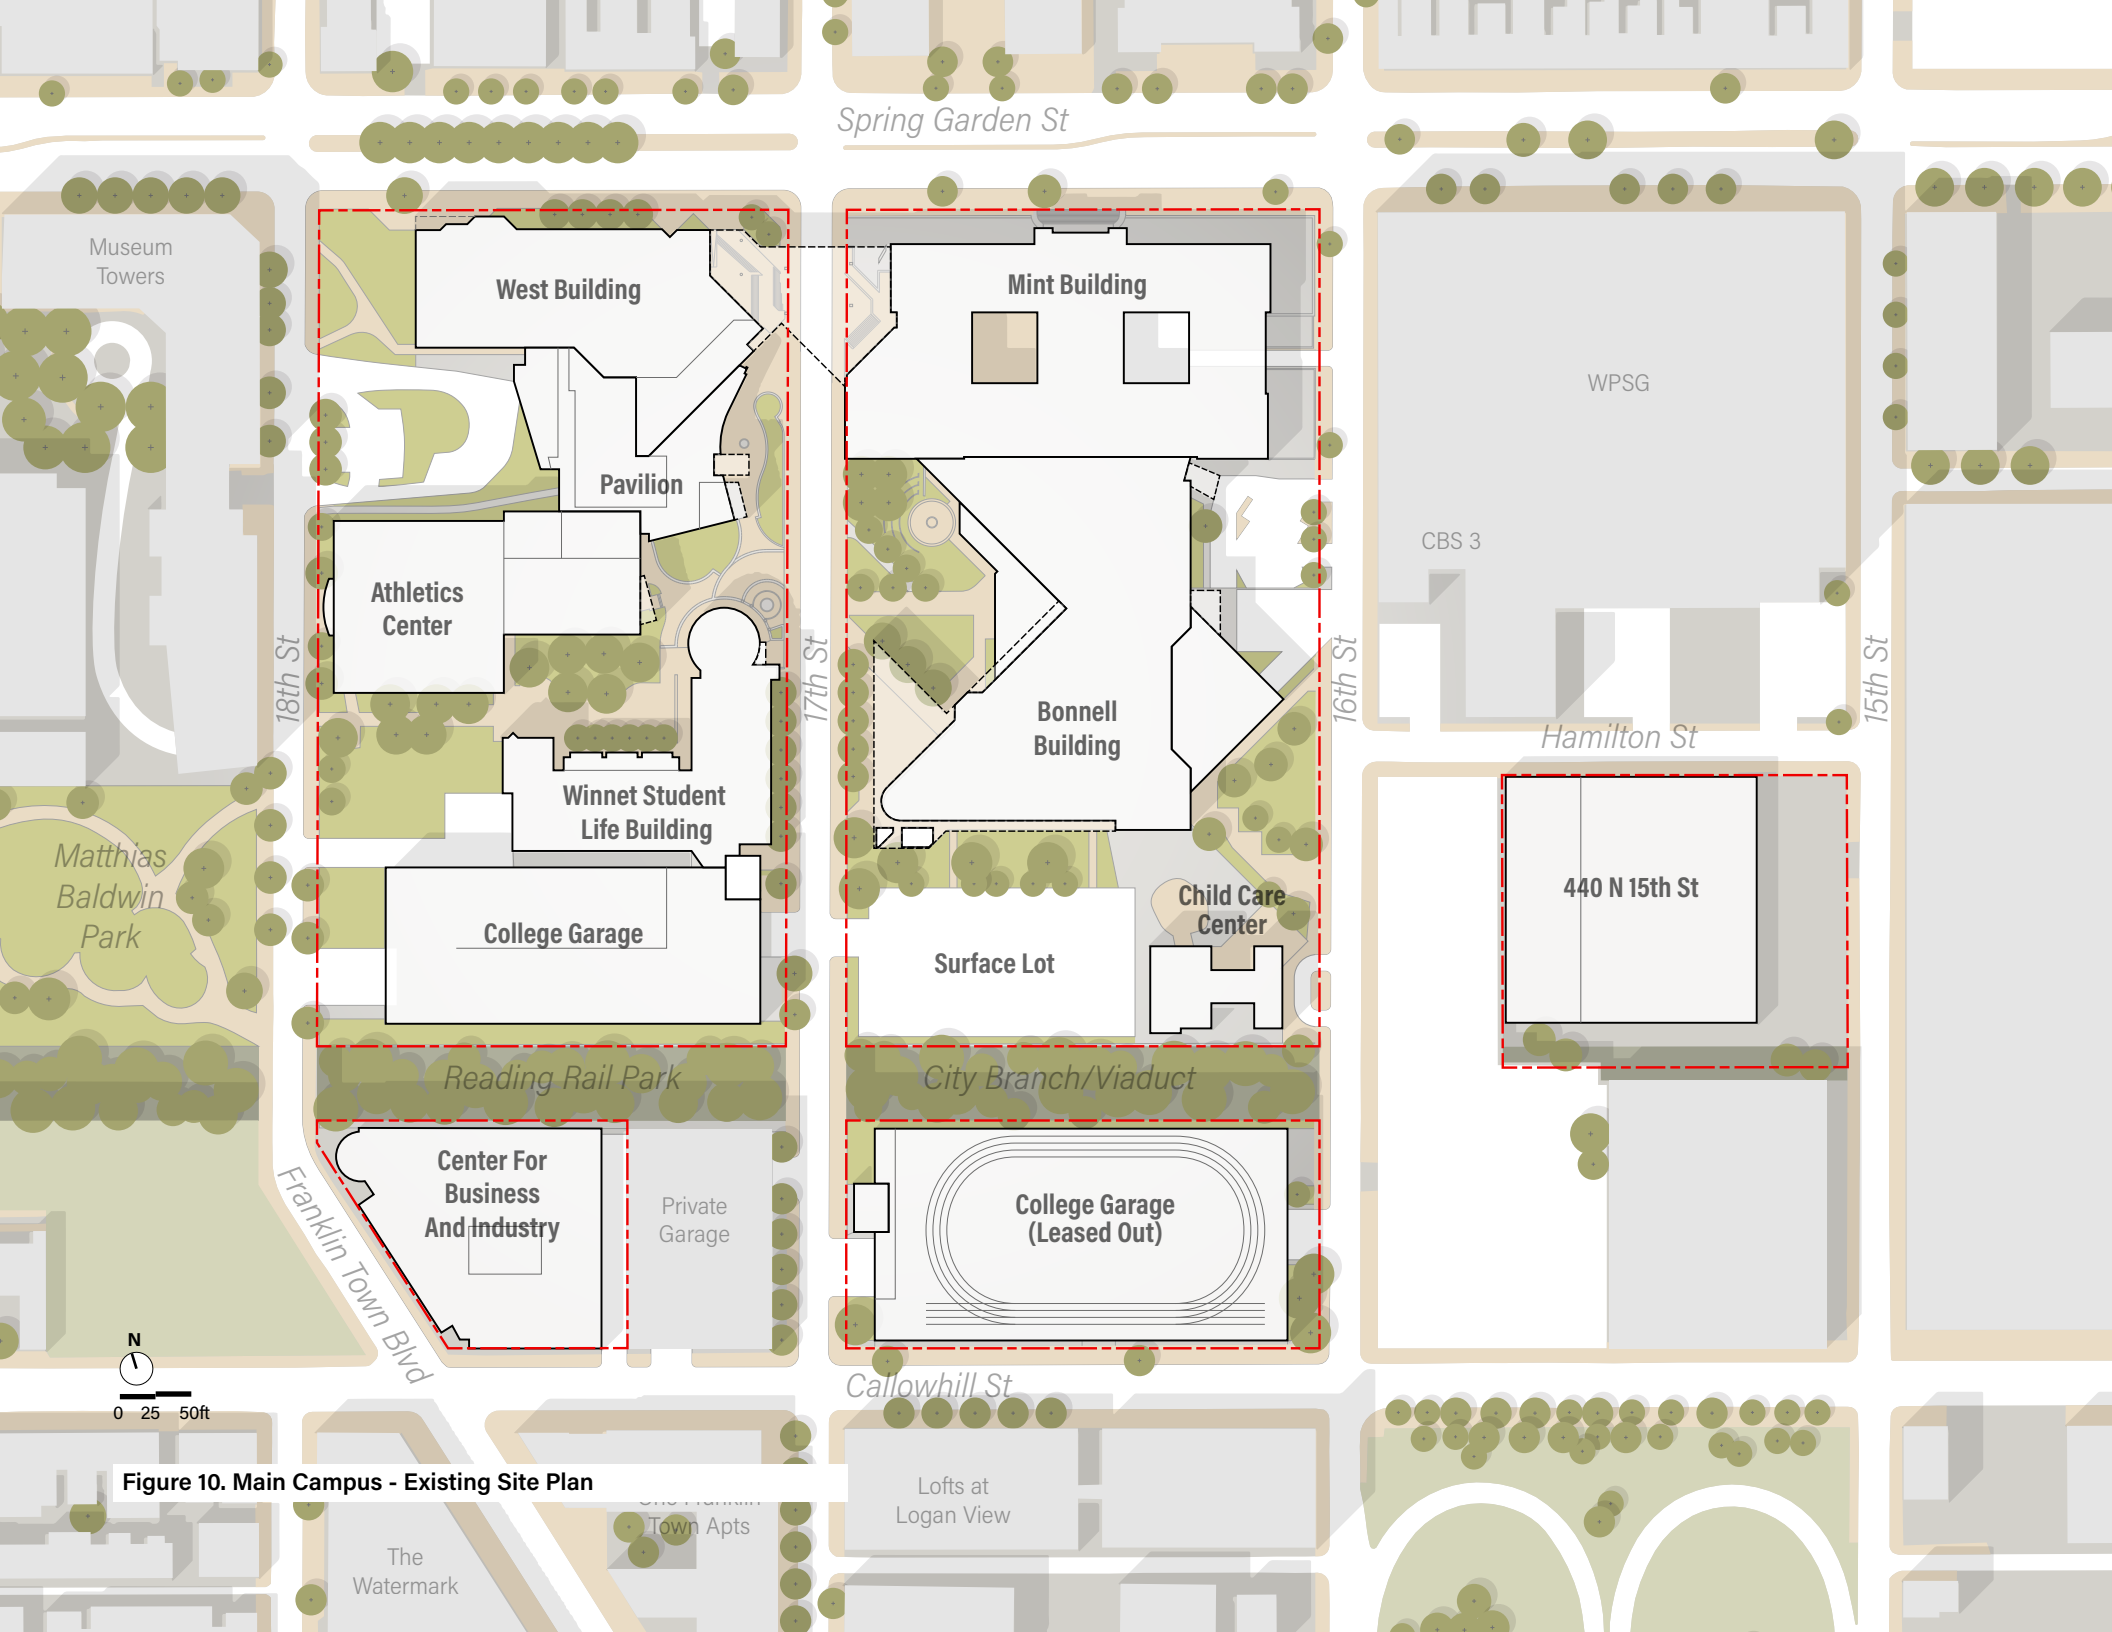 Spring Garden St
Museum
Towers
West Building
Mint Building
WPSG
Pavilion
CBS 3
Athletics
Center
18th St
17th St
16th St
15th St
Bonnell
Building
Hamilton St
Winnet Student
Life Building
Matthias
Baldwin
Park
College Garage
Surface Lot
Child Care
Center
440 N 15th St
Reading Rail Park
City Branch/Viaduct
Center For
Business
And Industry
Private
Garage
College Garage
(Leased Out)
Franklin Town Blvd
N
0 25 50ft
Callowhill St
Figure 10. Main Campus - Existing Site Plan
Lofts at
Logan View
Town Apts
The
Watermark